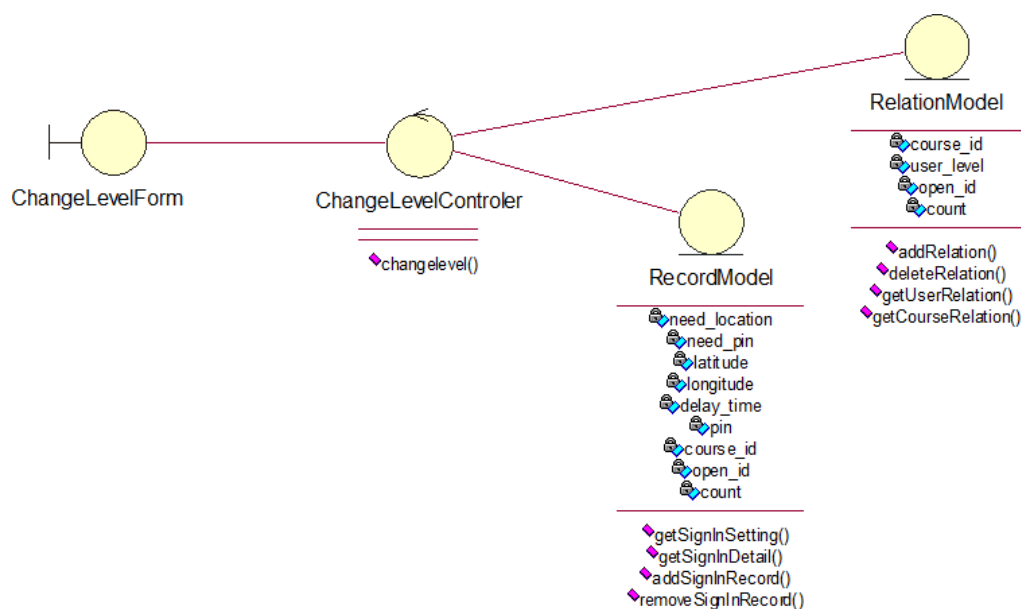 ChangeLevelForm
ChangeLevelControler
changelevel()
RecordModel
need_location
need_pin
latitude
longitude
delay_time
pin
course_id
open_id
count
getSignInSetting()
getSignInDetail()
addSignInRecord()
removeSignInRecord()
RelationModel
course_id
user_level
open_id
count
addRelation()
deleteRelation()
getUserRelation()
getCourseRelation()